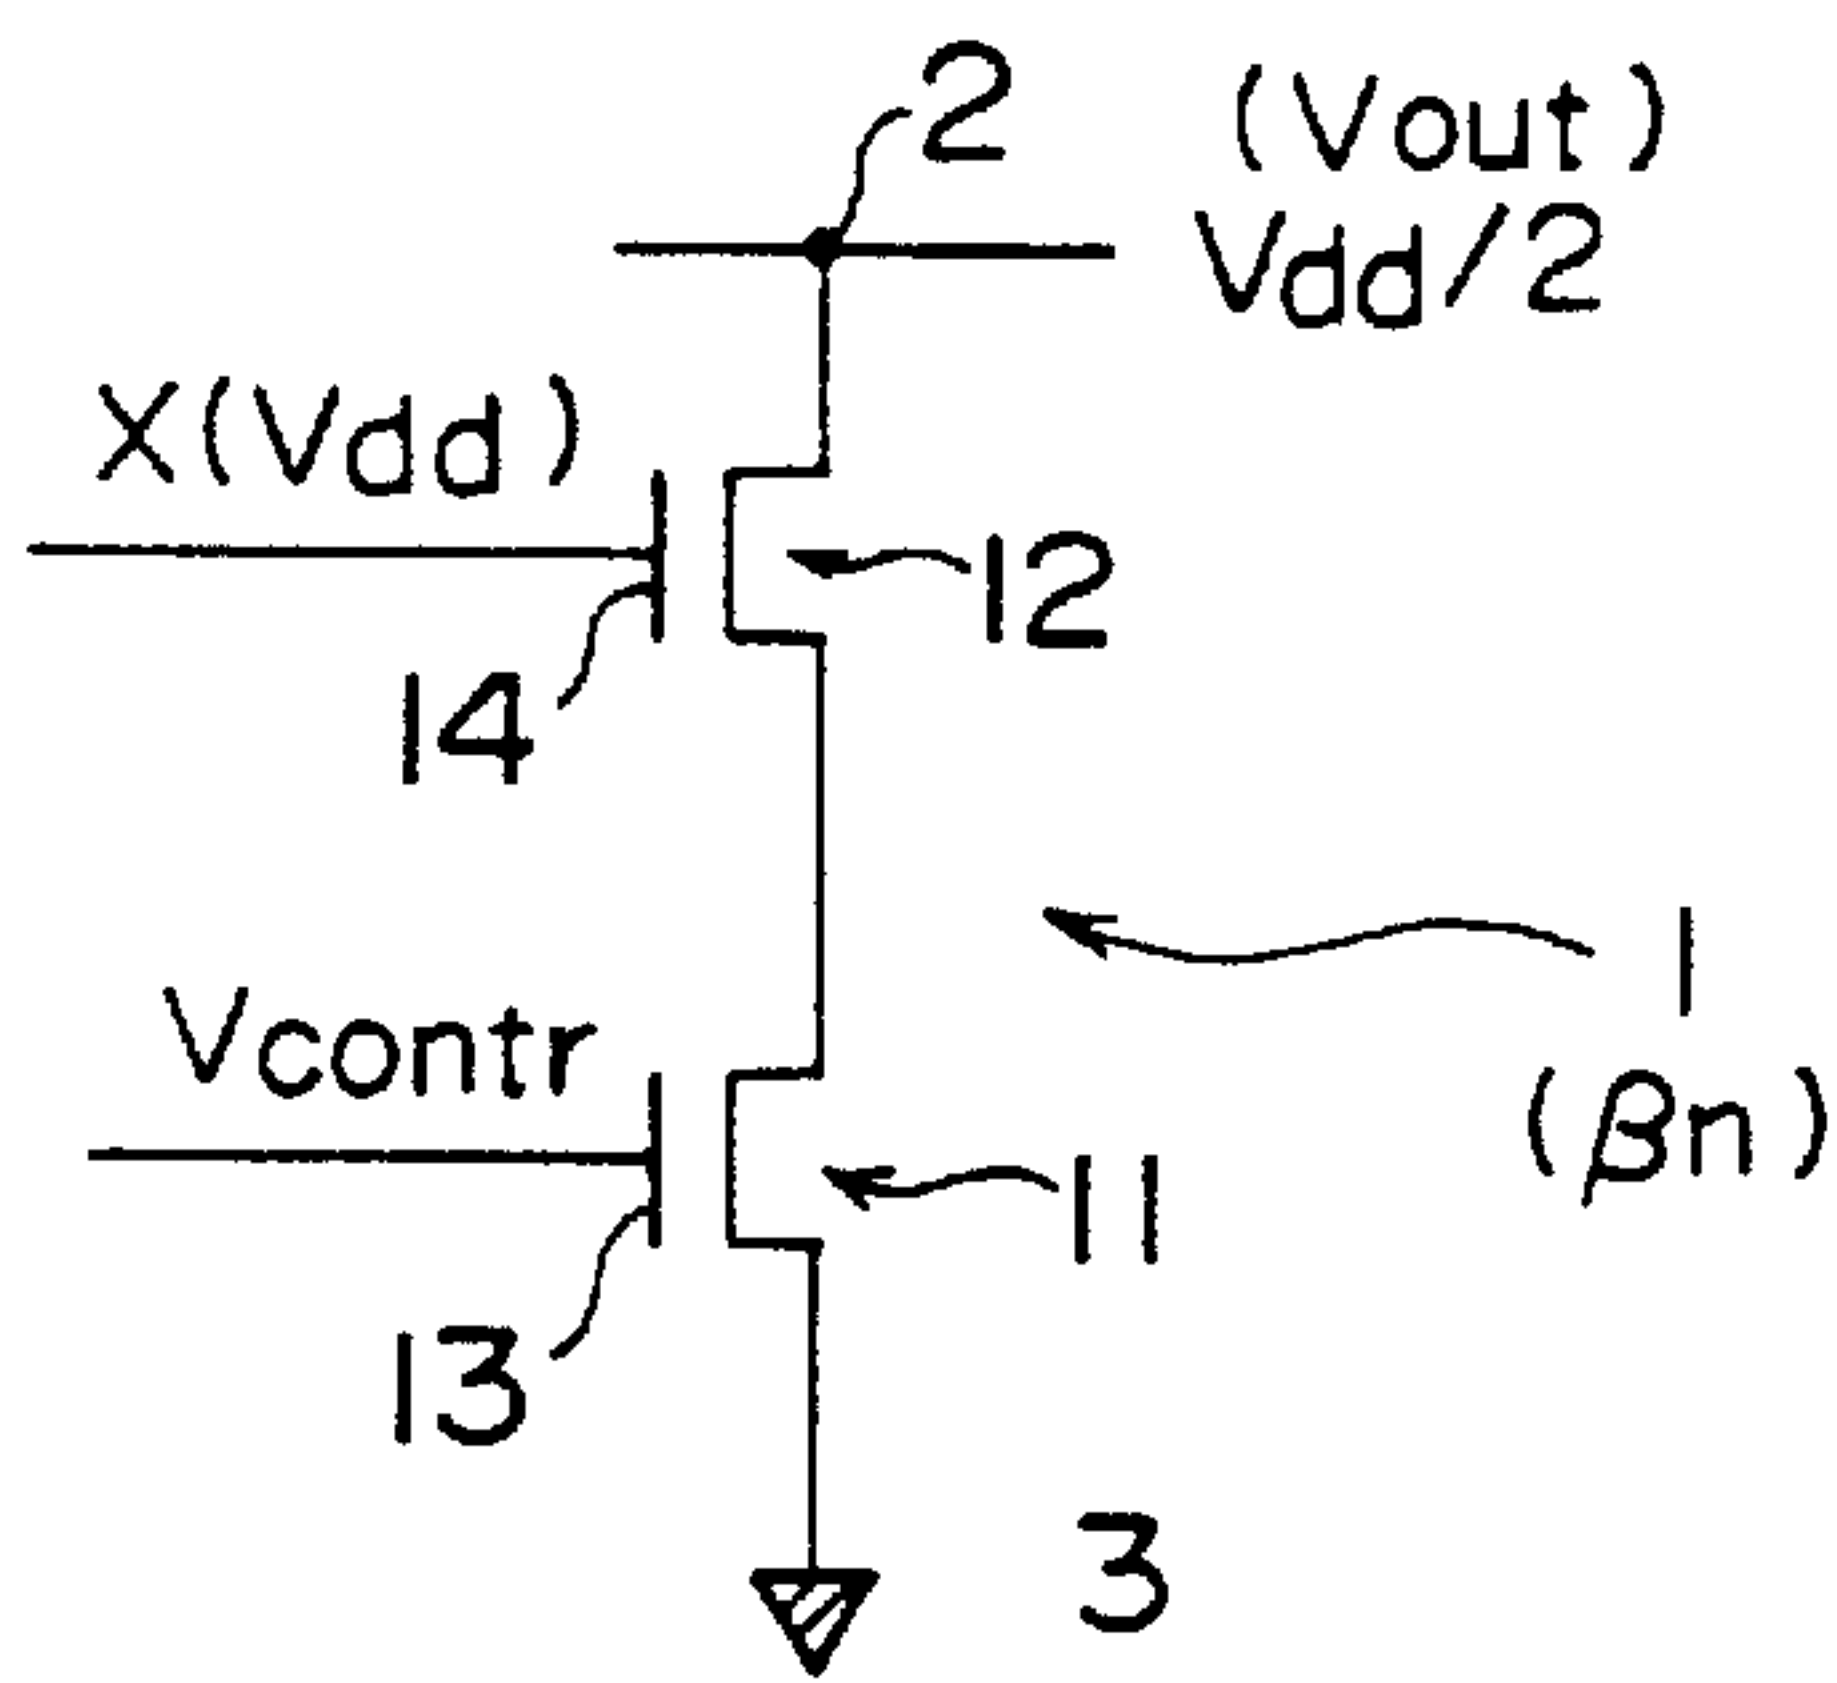 2
(Vout)
Vdd/2
X(Vdd)
12
14
1
Vcontr
(βn)
11
13
3